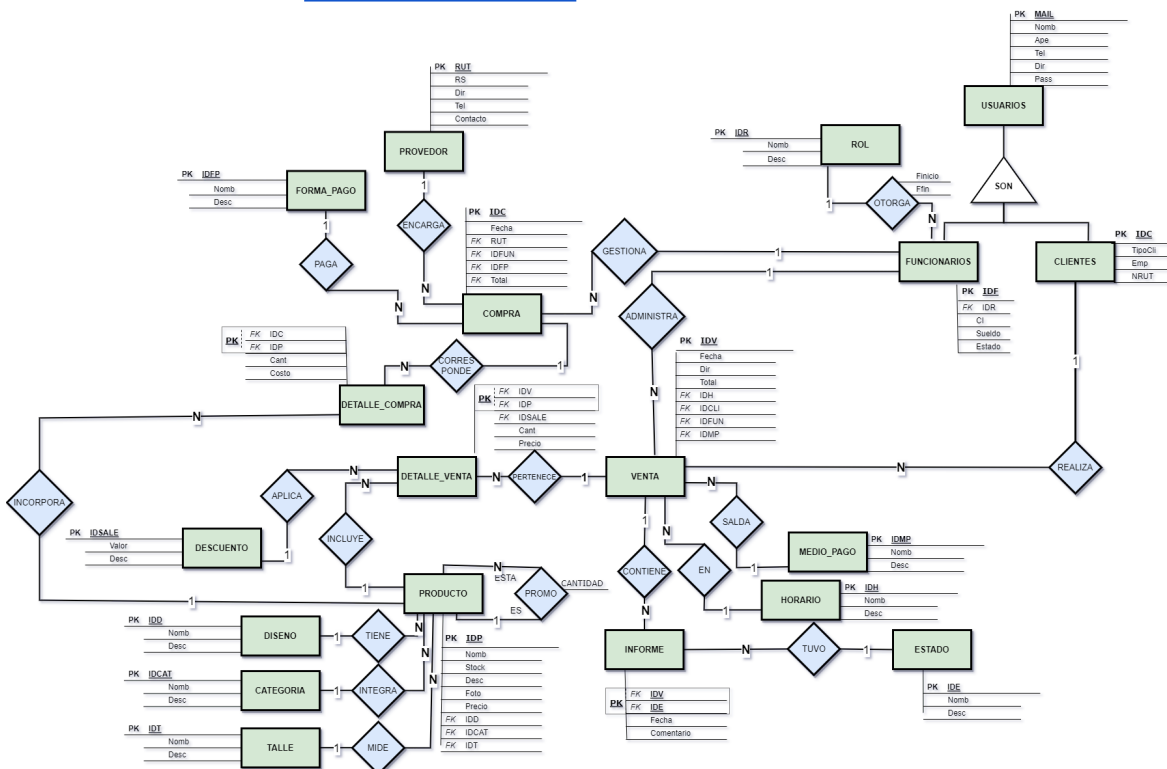 PK MAIL
Nomb
Ape
Tel
Dir
Pass
USUARIOS
SON
PK RUT
RS
Dir
Tel
Contacto
PROVEDOR
1
ENCARGA
N
PK IDR
Nomb
Desc
ROL
1
OTORGA
Finicio
Ffin
1
N
PK IDFP
Nomb
Desc
FORMA_PAGO
1
PAGA
N
PK IDC
Fecha
FK RUT
FK IDFUN
FK IDFP
FK Total
COMPRA
GESTIONA
N
1
FUNCIONARIOS
PK IDF
FK IDR
CI
Sueldo
Estado
CLIENTES
PK IDC
TipoCli
Emp
NRUT
ADMINISTRA
1
N
PK
FK IDC
FK IDP
Cant
Costo
DETALLE_COMPRA
CORRES
PONDE
N
1
N
INCORPORA
1
PK
FK IDV
FK IDP
FK IDSALE
Cant
Precio
DETALLE_VENTA
N
PERTENECE
1
PK IDV
Fecha
Dir
Total
FK IDH
FK IDCLI
FK IDFUN
FK IDMP
VENTA
N
REALIZA
1
APLICA
N
1
PK IDSALE
Valor
Desc
DESCUENTO
INCLUYE
N
1
PRODUCTO
N
ESTA
PROMO
CANTIDAD
ES
1
PK IDP
Nomb
Stock
Desc
Foto
Precio
FK IDD
FK IDCAT
FK IDT
PK IDD
Nomb
Desc
DISENO
1
TIENE
N
PK IDCAT
Nomb
Desc
CATEGORIA
1
INTEGRA
N
PK IDT
Nomb
Desc
TALLE
1
MIDE
N
N
SALDA
1
MEDIO_PAGO
PK IDMP
Nomb
Desc
N
EN
1
HORARIO
PK IDH
Nomb
Desc
1
CONTIENE
N
INFORME
PK
FK IDV
FK IDE
Fecha
Comentario
N
TUVO
1
ESTADO
PK IDE
Nomb
Desc